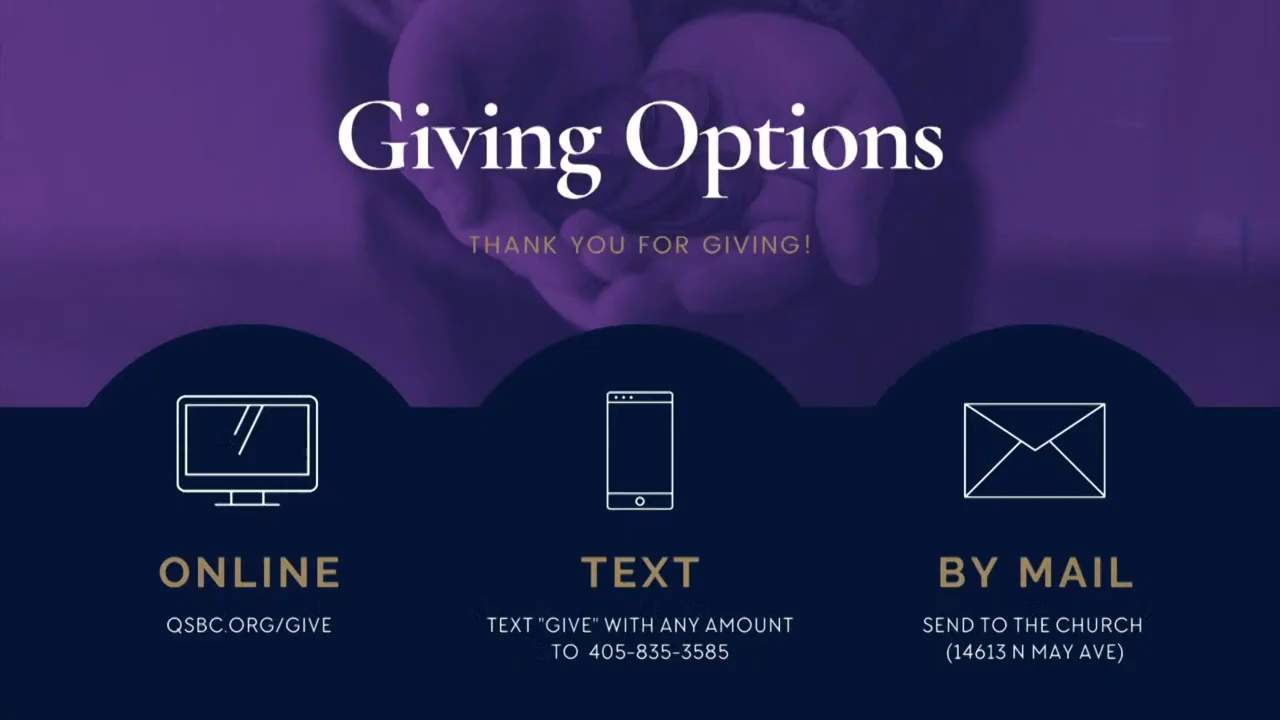 Giving Options
THANK YOU FOR GIVING!
ONLINE
QSBC.ORG/GIVE
TEXT
TEXT "GIVE" WITH ANY AMOUNT
TO 405-835-3585
BY MAIL
SEND TO THE CHURCH
(14613 N MAY AVE)